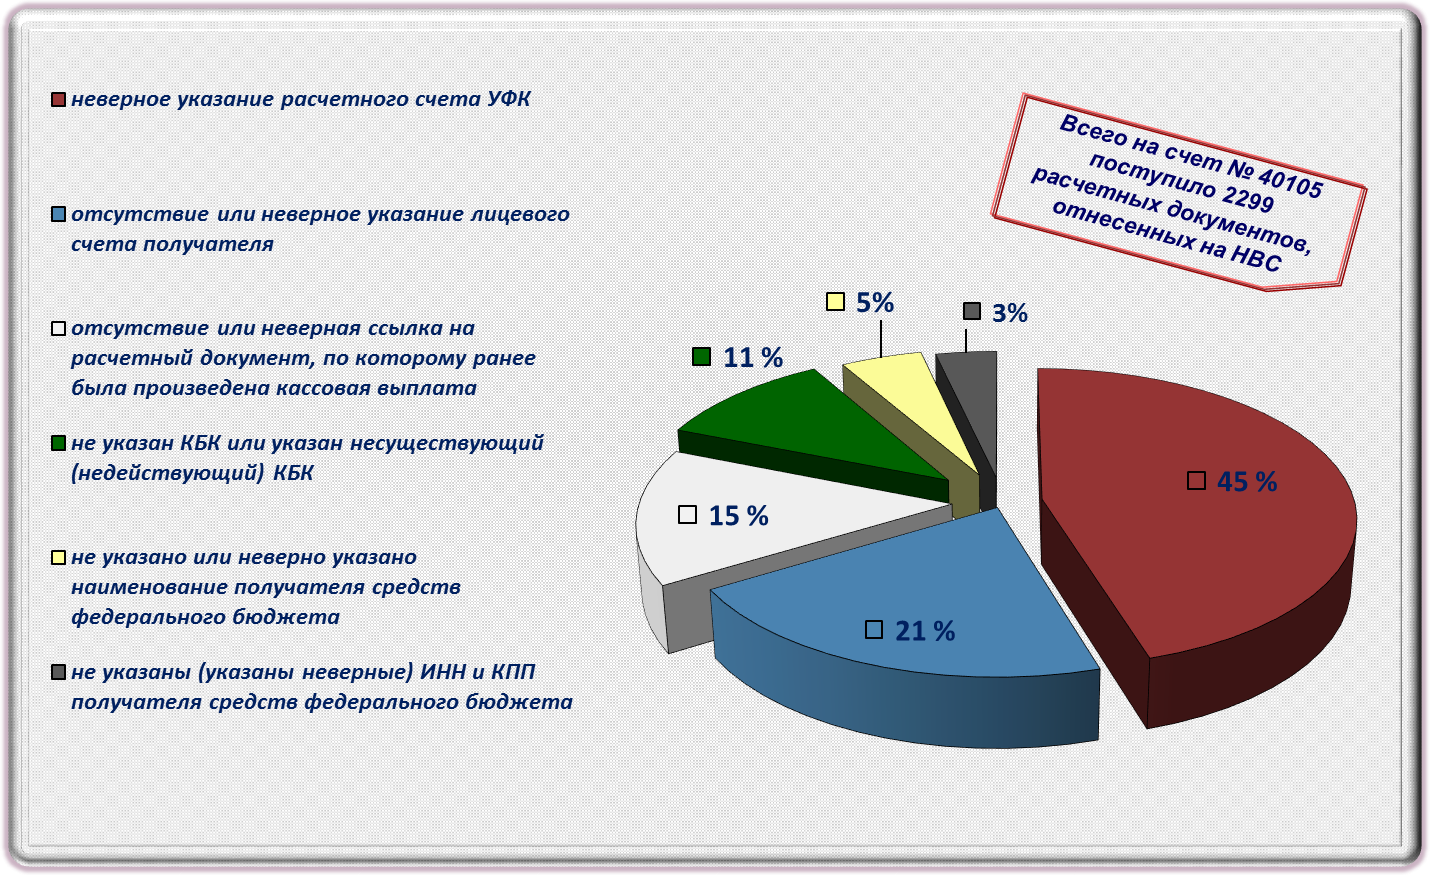 неверное указание расчетного счета УФК
отсутствие или неверное указание лицевого
счета получателя
отсутствие или неверная ссылка на
расчетный документ, по которому ранее
была произведена кассовая выплата
не указан КБК или указан несуществующий
(недействующий) КБК
не указано или неверно указано
наименование получателя средств
федерального бюджета
не указаны (указаны неверные) ИНН и КПП
получателя средств федерального бюджета
Всего на счет № 40105
поступило 2299
расчетных документов,
отнесенных на НВС
5%
3%
11 %
45 %
15 %
21 %